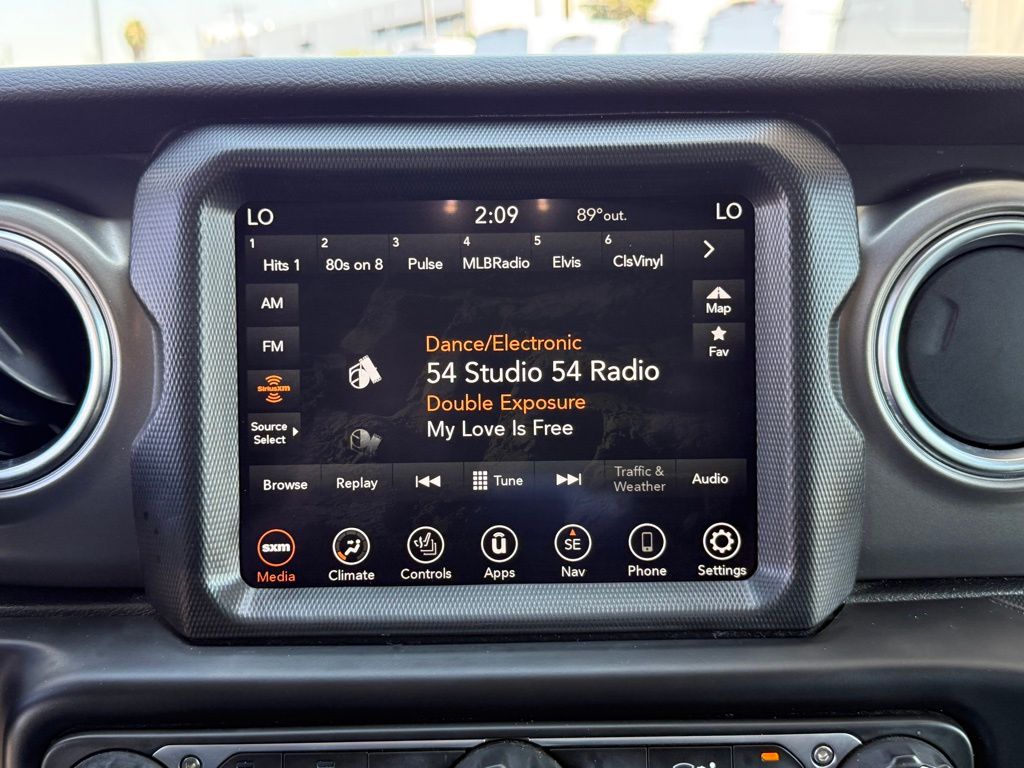 LO 2:09 89°out. LO
1 2 3 4 5 6
Hits 1 80s on 8 Pulse MLBRadio Elvis ClsVinyl
AM
Map
FM
Fav
Dance/Electronic
54 Studio 54 Radio
SiriusXM
Double Exposure
My Love Is Free
Source
Select
Browse Replay Tune Traffic &
Weather Audio
sxm SE
Media Climate Controls Apps Nav Phone Settings